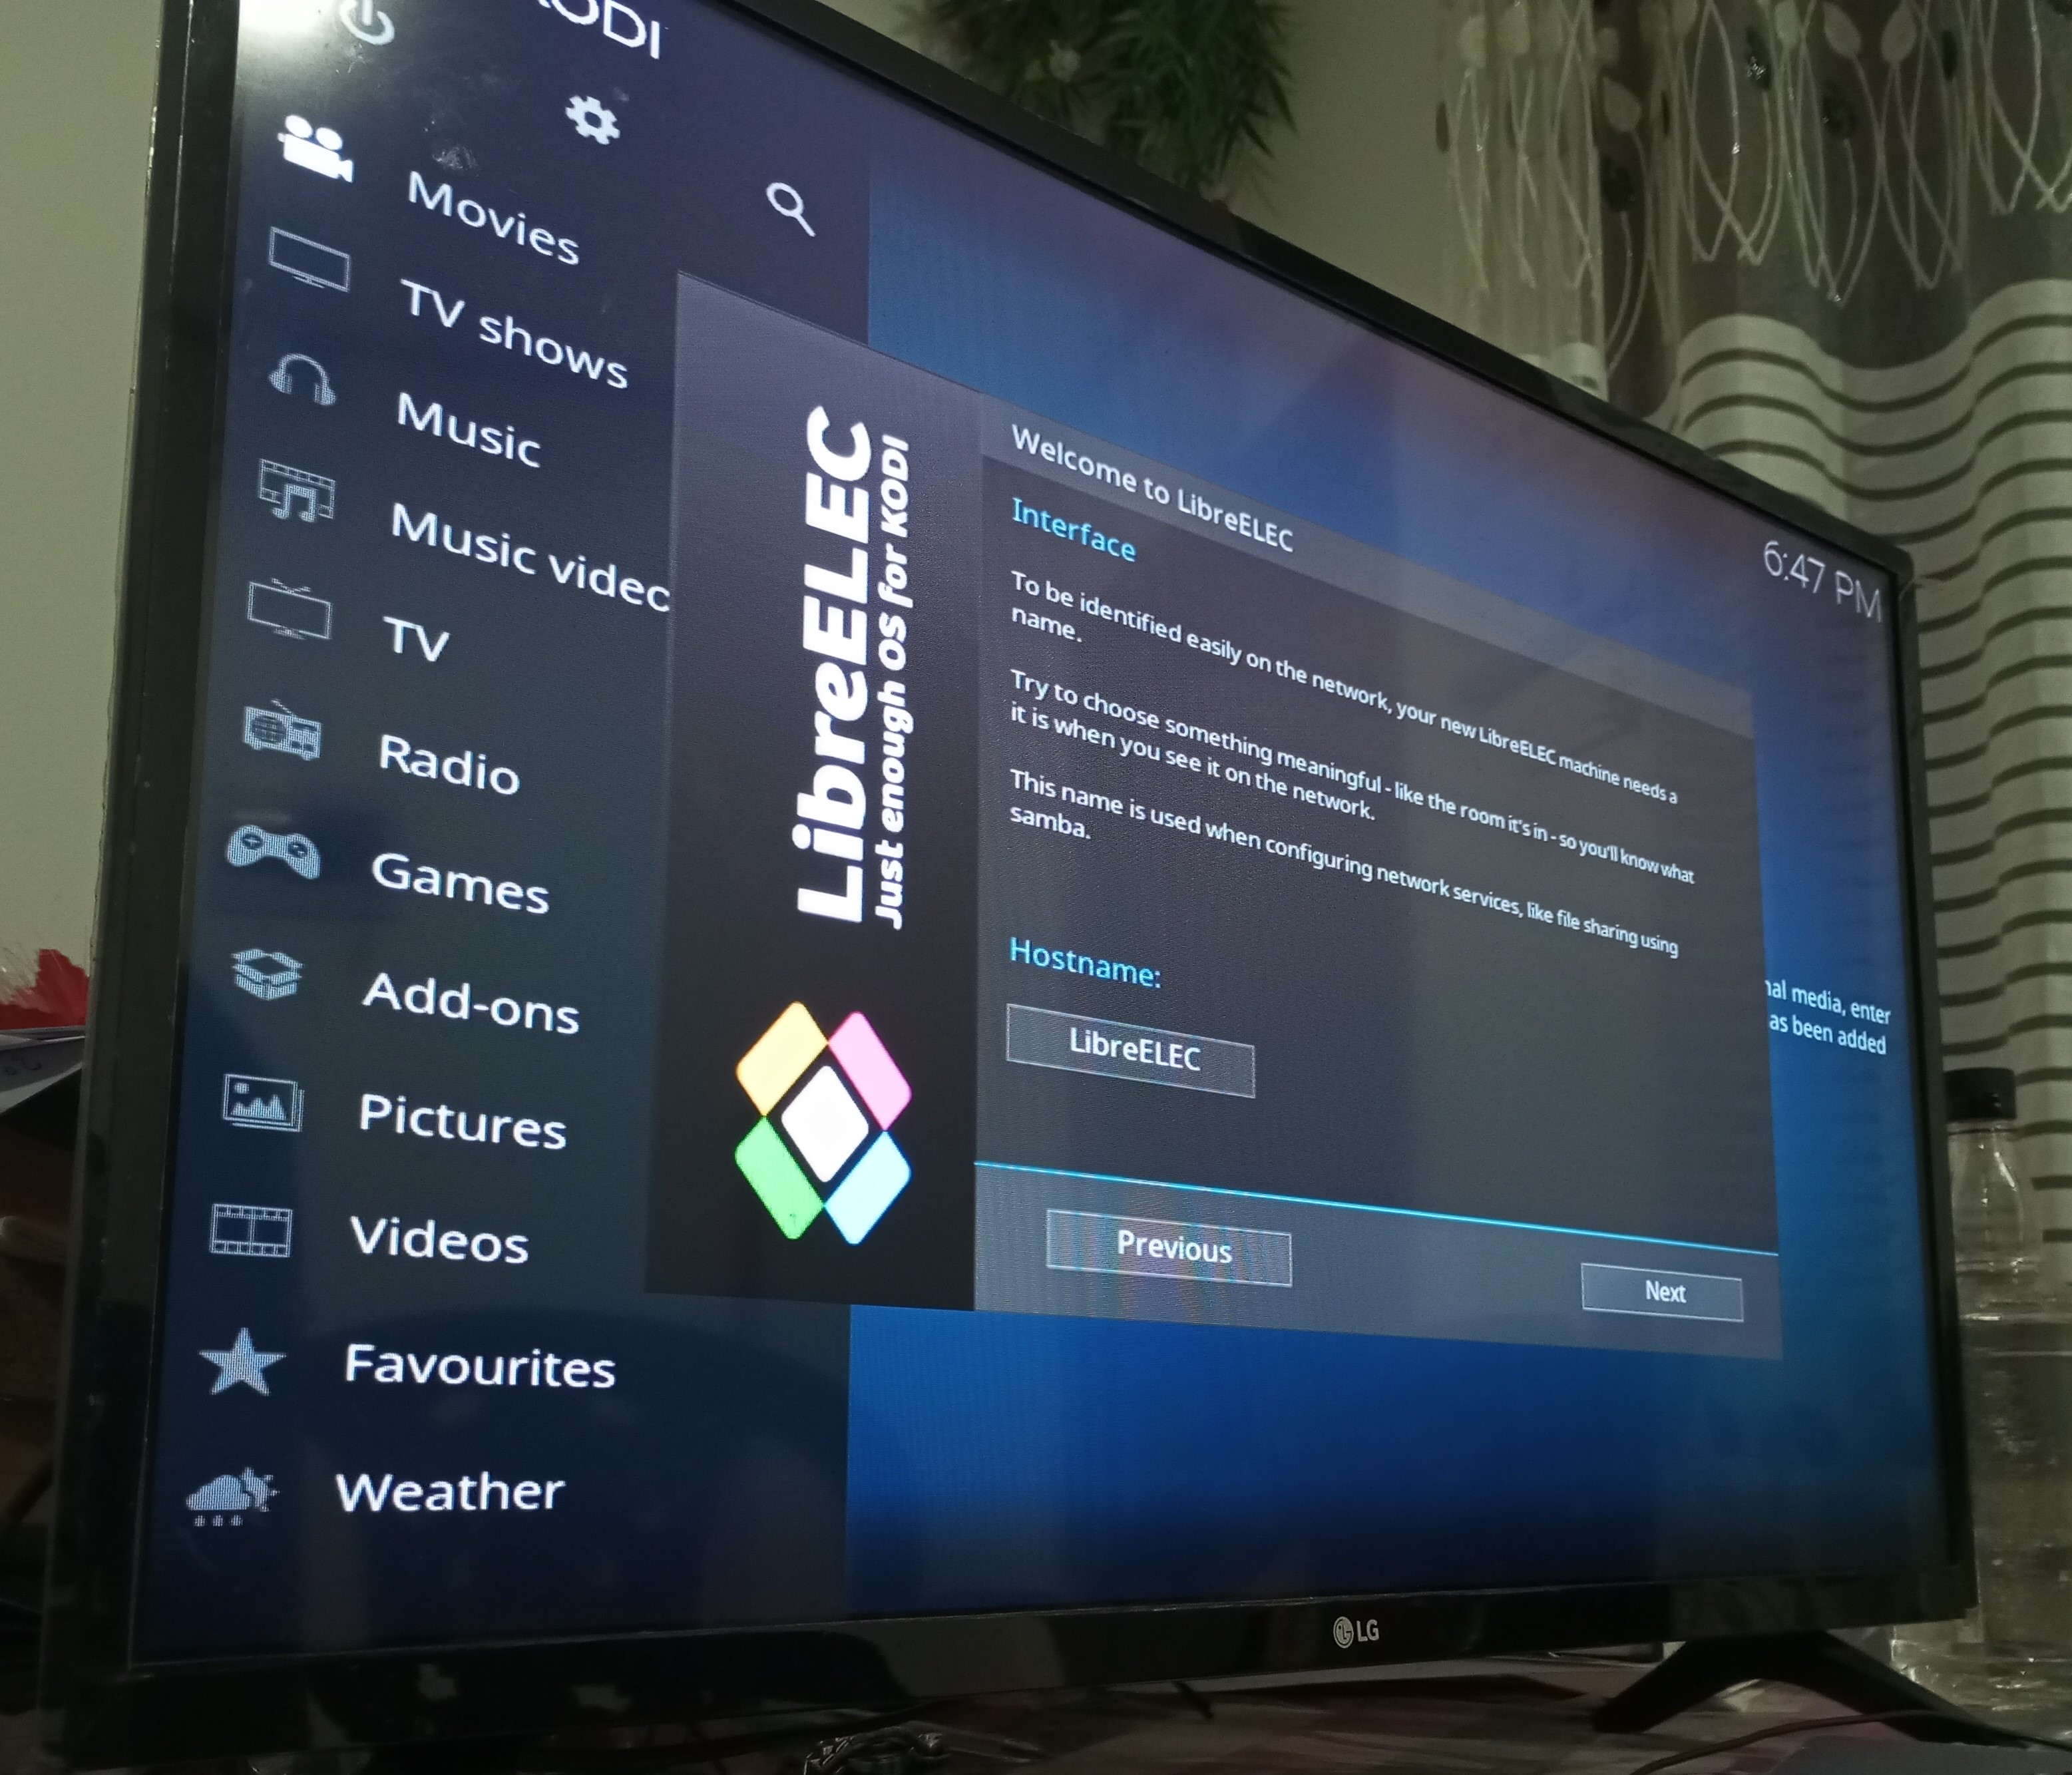 6:47 PM
Movies
TV shows
Music
Music videc
TV
Radio
Games
Add-ons
Pictures
Videos
Favourites
Weather
LibreELEC
Just enough OS for KODI
Welcome to LibreELEC
Interface
To be identified easily on the network, your new LibreELEC machine needs a
name.
Try to choose something meaningful - like the room it's in - so you'll know what
it is when you see it on the network.
This name is used when configuring network services, like file sharing using
samba.
Hostname:
LibreELEC
Previous
Next
media, enter
as been added
LG